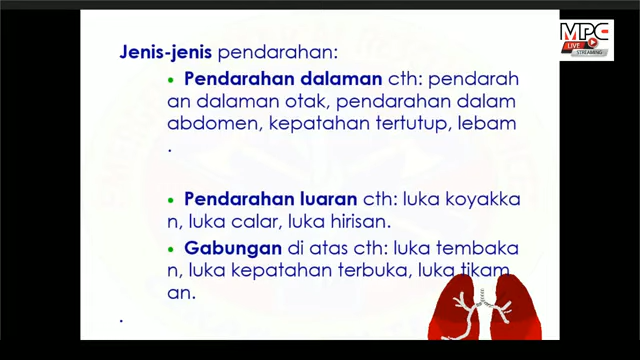 MPC
LIVE
STREAMING
Jenis-jenis pendarahan:
• Pendarahan dalaman cth: pendarah
an dalaman otak, pendarahan dalam
abdomen, kepatahan tertutup, lebam
.
• Pendarahan luaran cth: luka koyakka
n, luka calar, luka hirisan.
• Gabungan di atas cth: luka tembaka
n, luka kepatahan terbuka, luka tikam
an.
.